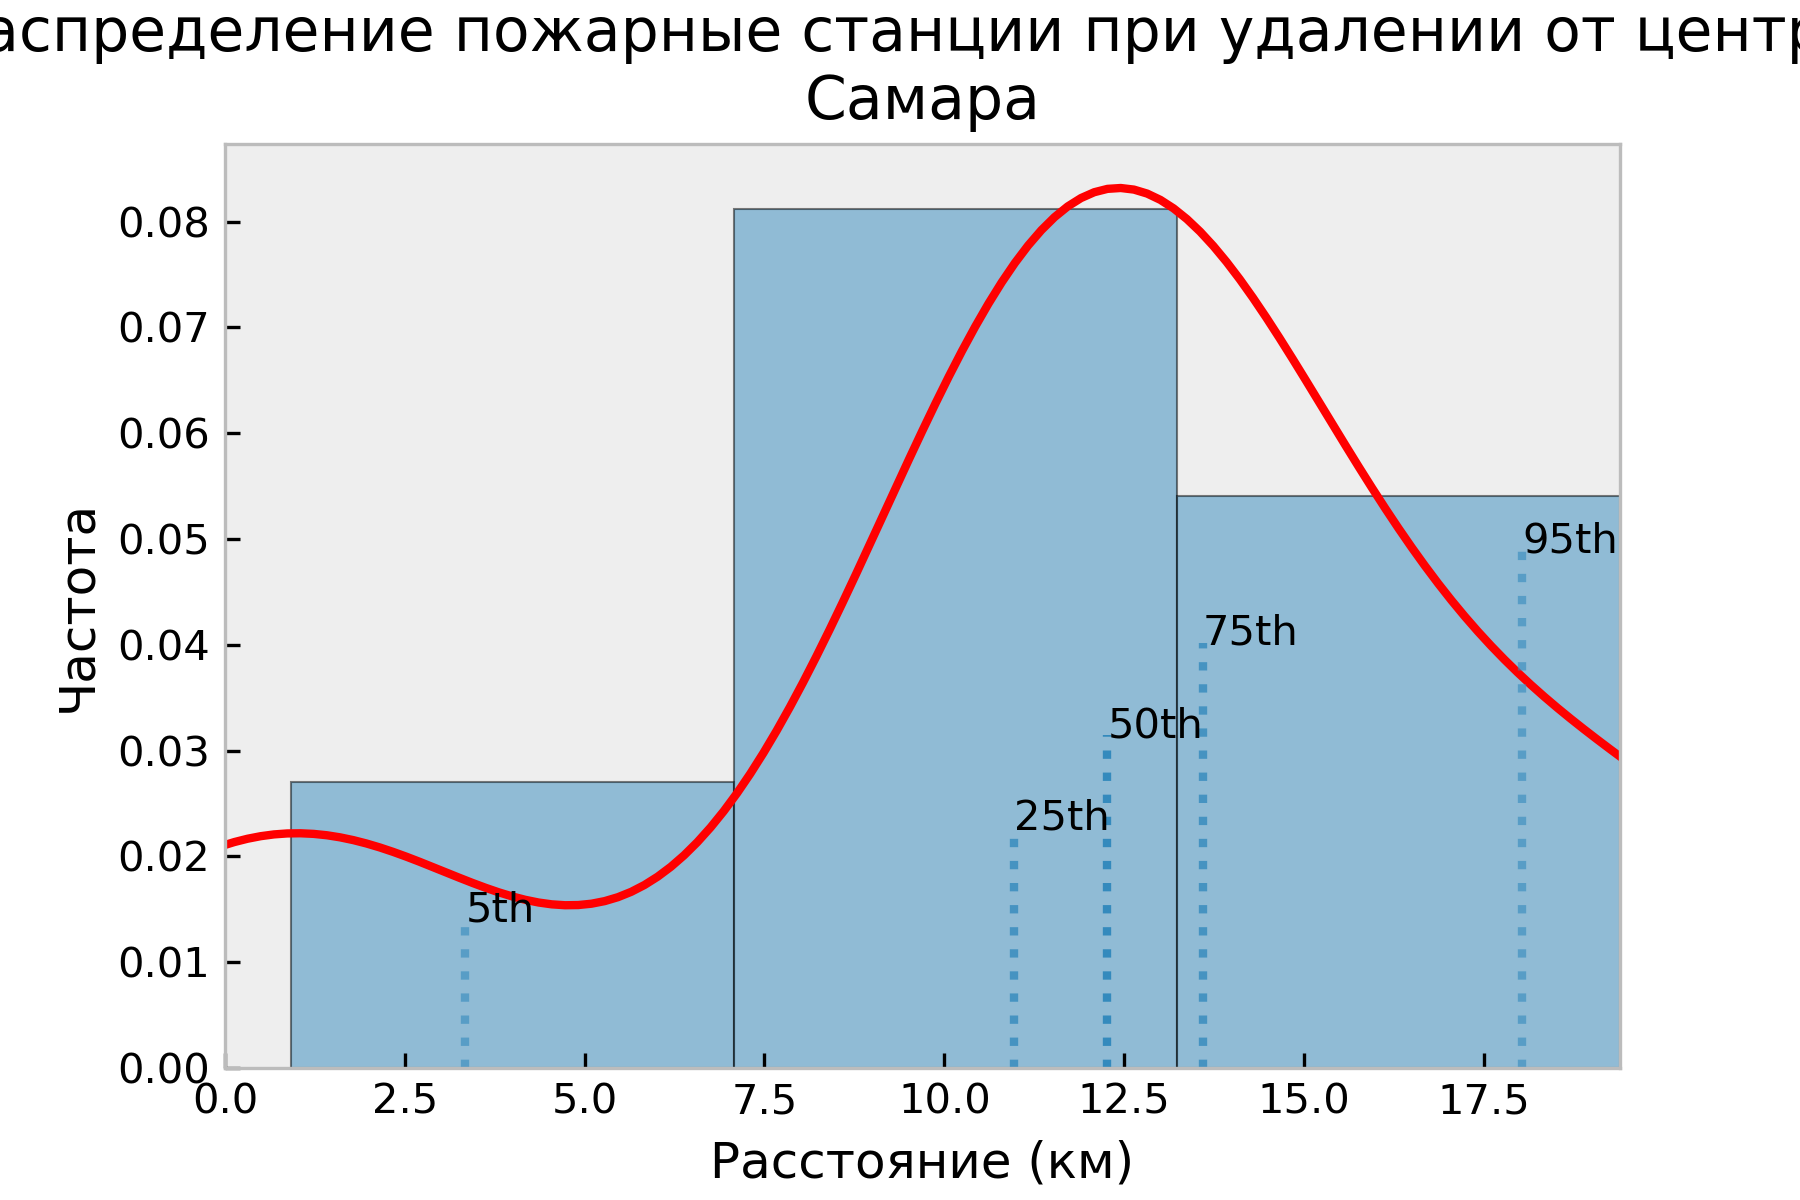 аспределение пожарные станции при удалении от центр
Самара
Частота
0.08
0.07
0.06
0.05
0.04
0.03
0.02
0.01
0.00
95th
75th
50th
25th
5th
0.0 2.5 5.0 7.5 10.0 12.5 15.0 17.5
Расстояние (км)